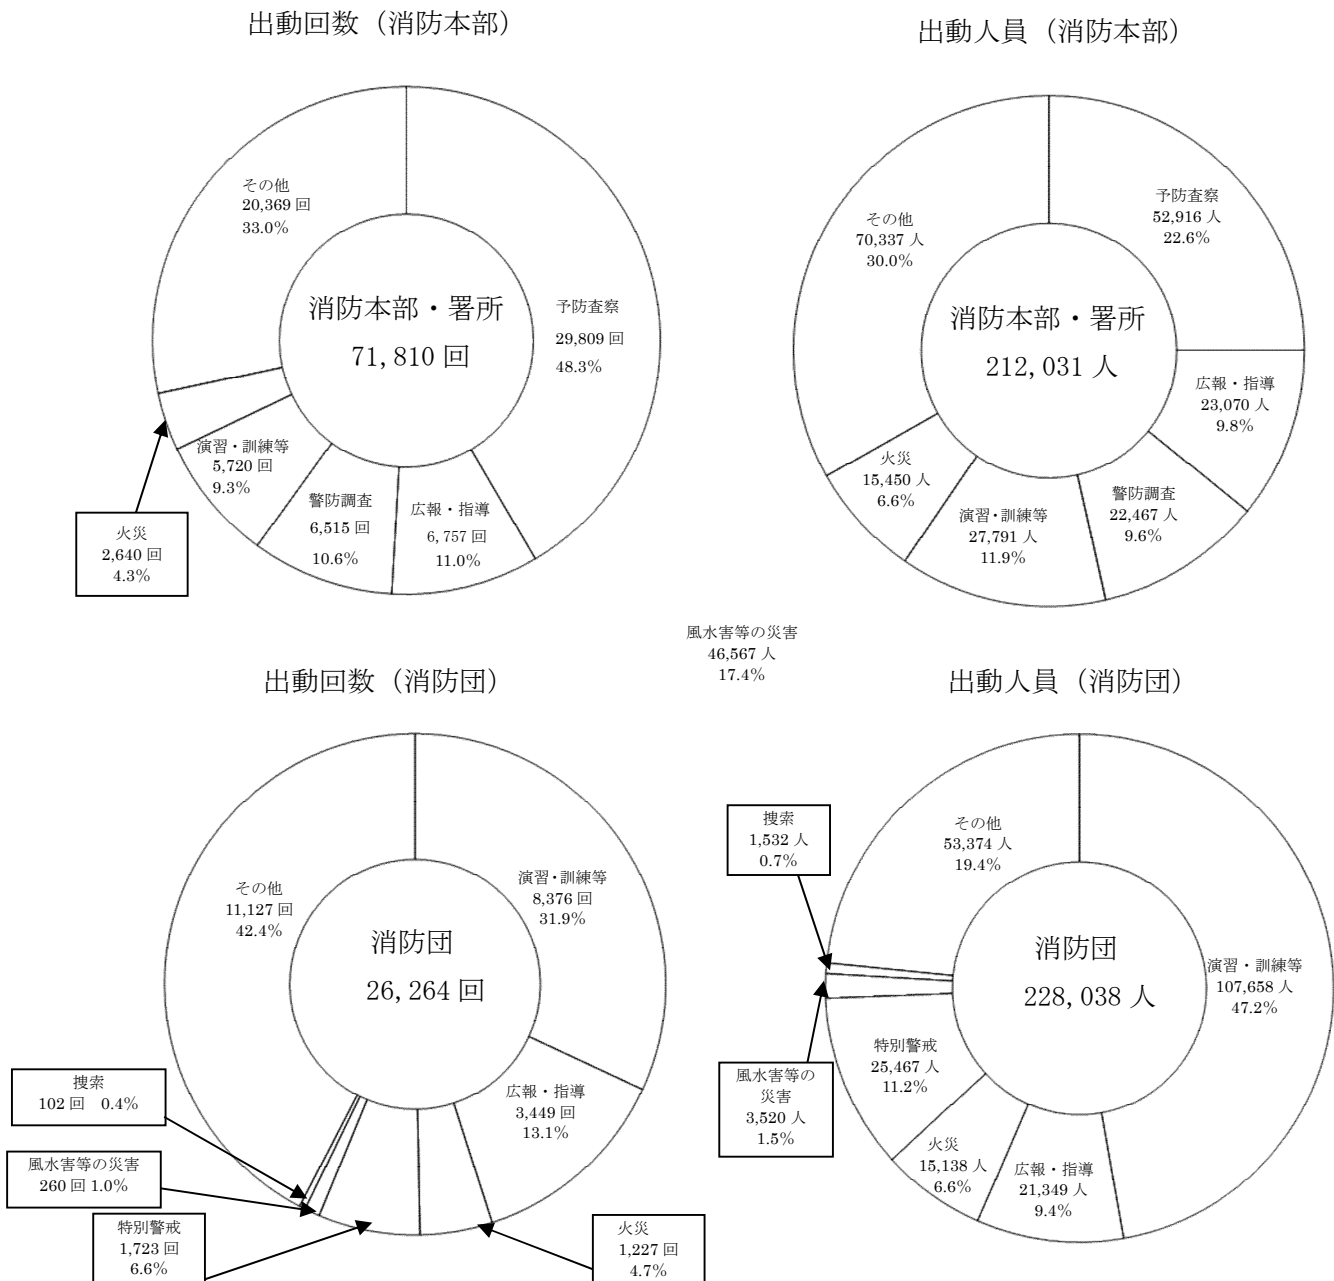 出動回数（消防本部）
出動人員（消防本部）
その他
20,369 回
33.0%
予防査察
29,809 回
48.3%
消防本部・署所
71,810 回
演習・訓練等
5,720 回
9.3%
警防調査
6,515 回
10.6%
広報・指導
6,757 回
11.0%
火災
2,640 回
4.3%
その他
70,337 人
30.0%
予防査察
52,916 人
22.6%
消防本部・署所
212,031 人
広報・指導
23,070 人
9.8%
火災
15,450 人
6.6%
演習・訓練等
27,791 人
11.9%
警防調査
22,467 人
9.6%
風水害等の災害
46,567 人
17.4%
出動回数（消防団）
出動人員（消防団）
その他
11,127 回
42.4%
演習・訓練等
8,376 回
31.9%
消防団
26,264 回
広報・指導
3,449 回
13.1%
捜索
102 回 0.4%
風水害等の災害
260 回 1.0%
特別警戒
1,723 回
6.6%
火災
1,227 回
4.7%
捜索
1,532 人
0.7%
その他
53,374 人
19.4%
消防団
228,038 人
演習・訓練等
107,658 人
47.2%
風水害等の
災害
3,520 人
1.5%
特別警戒
25,467 人
11.2%
火災
15,138 人
6.6%
広報・指導
21,349 人
9.4%